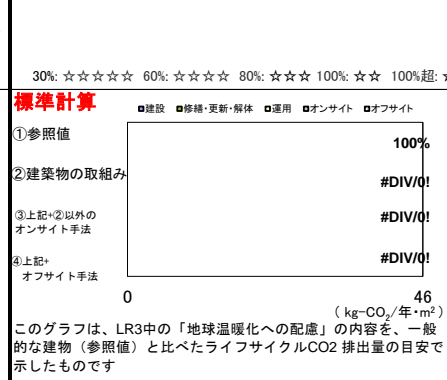 30%: ☆☆☆☆☆ 60%: ☆☆☆☆ 80%: ☆☆☆ 100%: ☆☆ 100%超: ☆
標準計算
■建設 ■修繕・更新・解体 ■運用 ■オンサイト ■オフサイト
①参照値
100%
②建築物の取組み
#DIV/0!
③上記+②以外の
オンサイト手法
#DIV/0!
④上記+
オフサイト手法
#DIV/0!
0
46
( kg-CO₂/年・m² )
このグラフは、LR3中の「地球温暖化への配慮」の内容を、一般
的な建物（参照値）と比べたライフサイクルCO2 排出量の目安で
示したものです